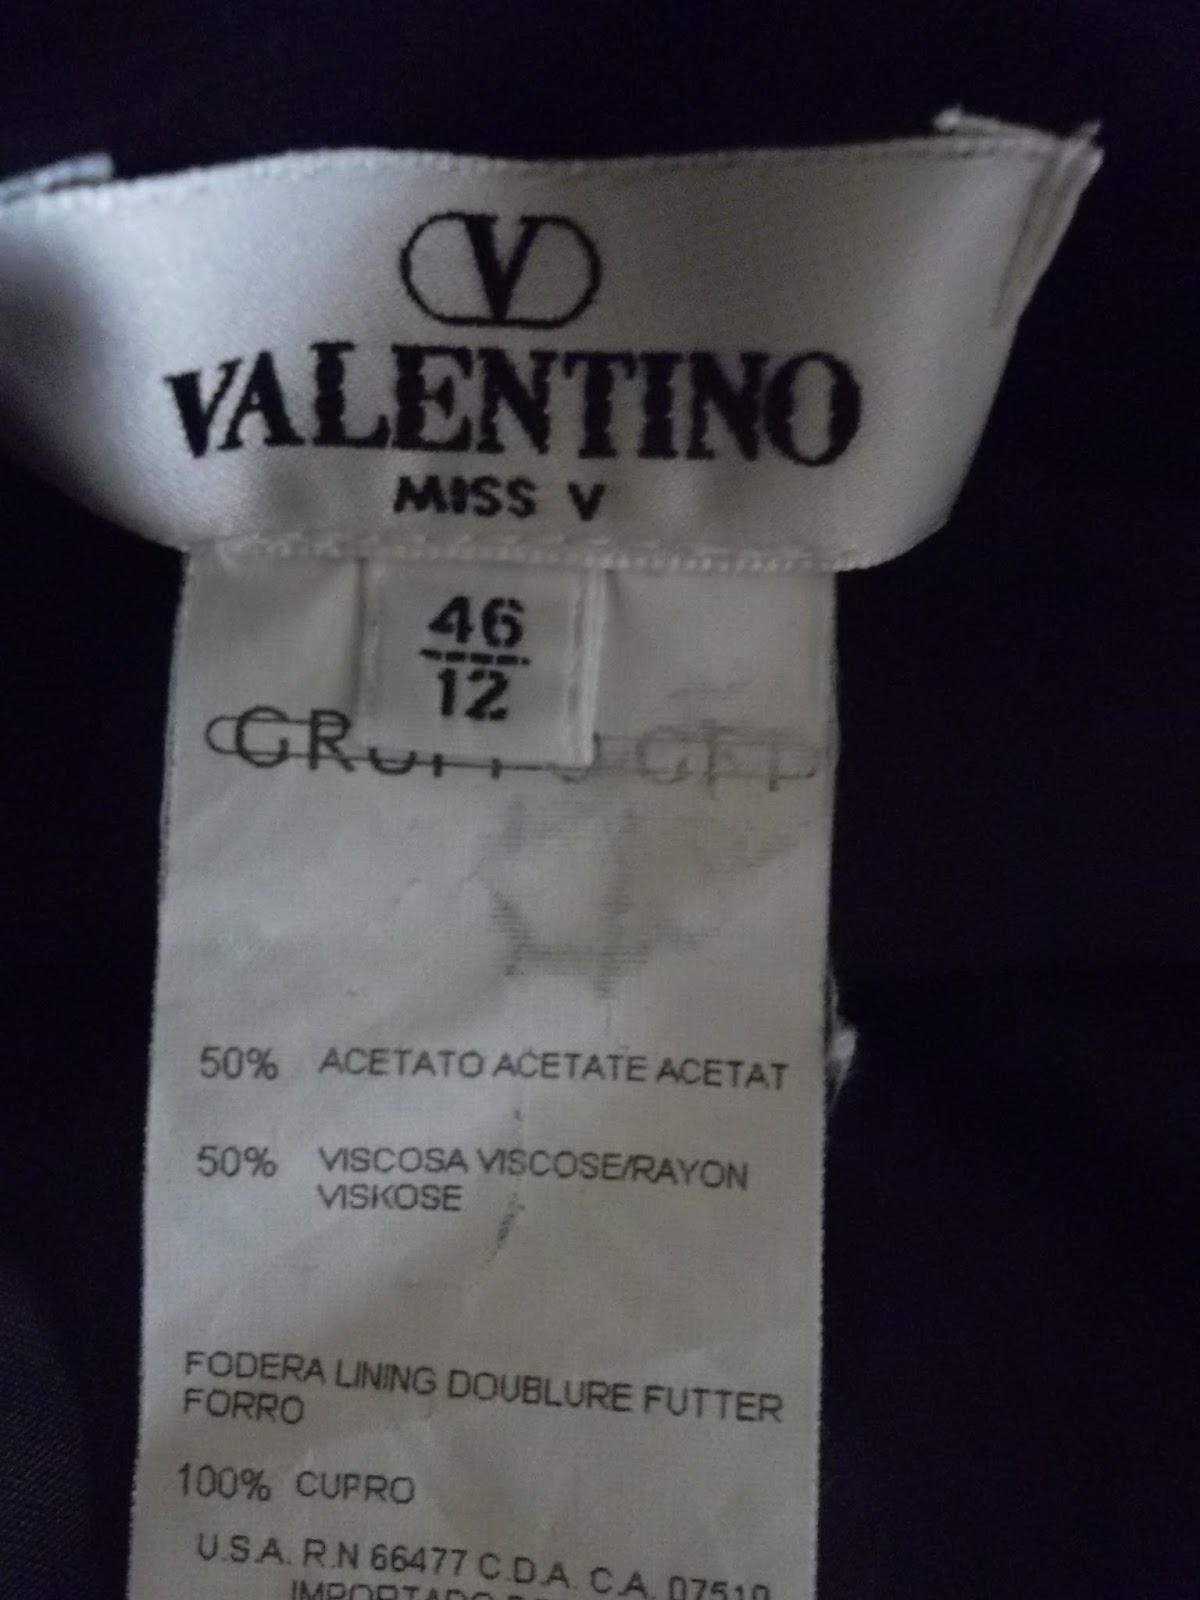 V
VALENTINO
MISS V
46
12
50% ACETATO ACETATE ACETAT
50% VISCOSA VISCOSE/RAYON
VISKOSE
FODERA LINING DOUBLURE FUTTER
FORRO
100% CUPRO
U.S.A. R.N 66477 C.D.A. C.A. 07510